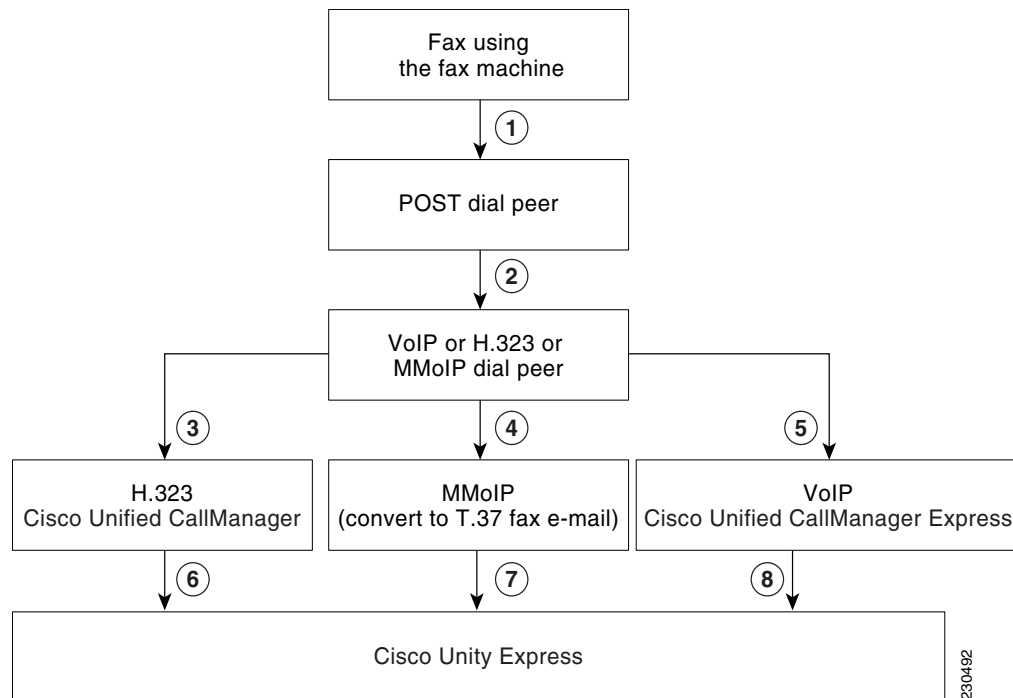 Fax using
the fax machine
1
POST dial peer
2
VoIP or H.323 or
MMoIP dial peer
3
4
5
H.323
Cisco Unified CallManager
MMoIP
(convert to T.37 fax e-mail)
VoIP
Cisco Unified CallManager Express
6
7
8
Cisco Unity Express
230492